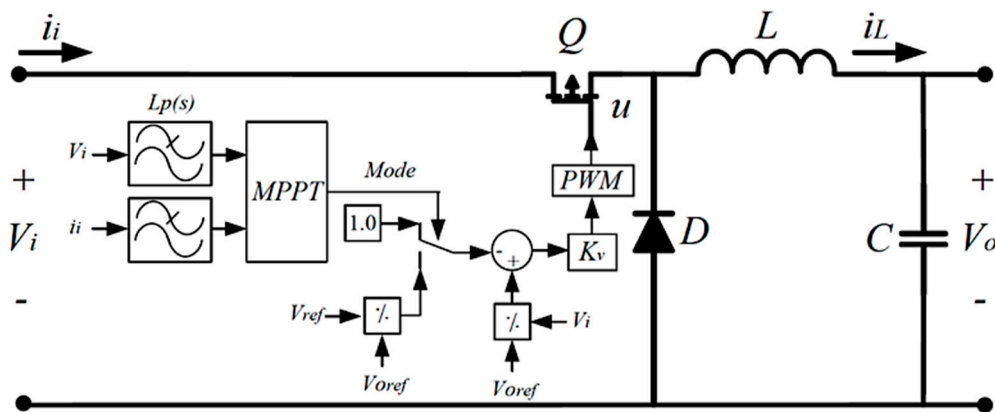 ii
Q
L
iL
Lp(s)
u
Vi
MPPT
Mode
PWM
+
Vi
-
ii
1.0
-
+
Kv
D
C
+
Vo
-
Vref
·/.
·/.
Vi
Voref
Voref